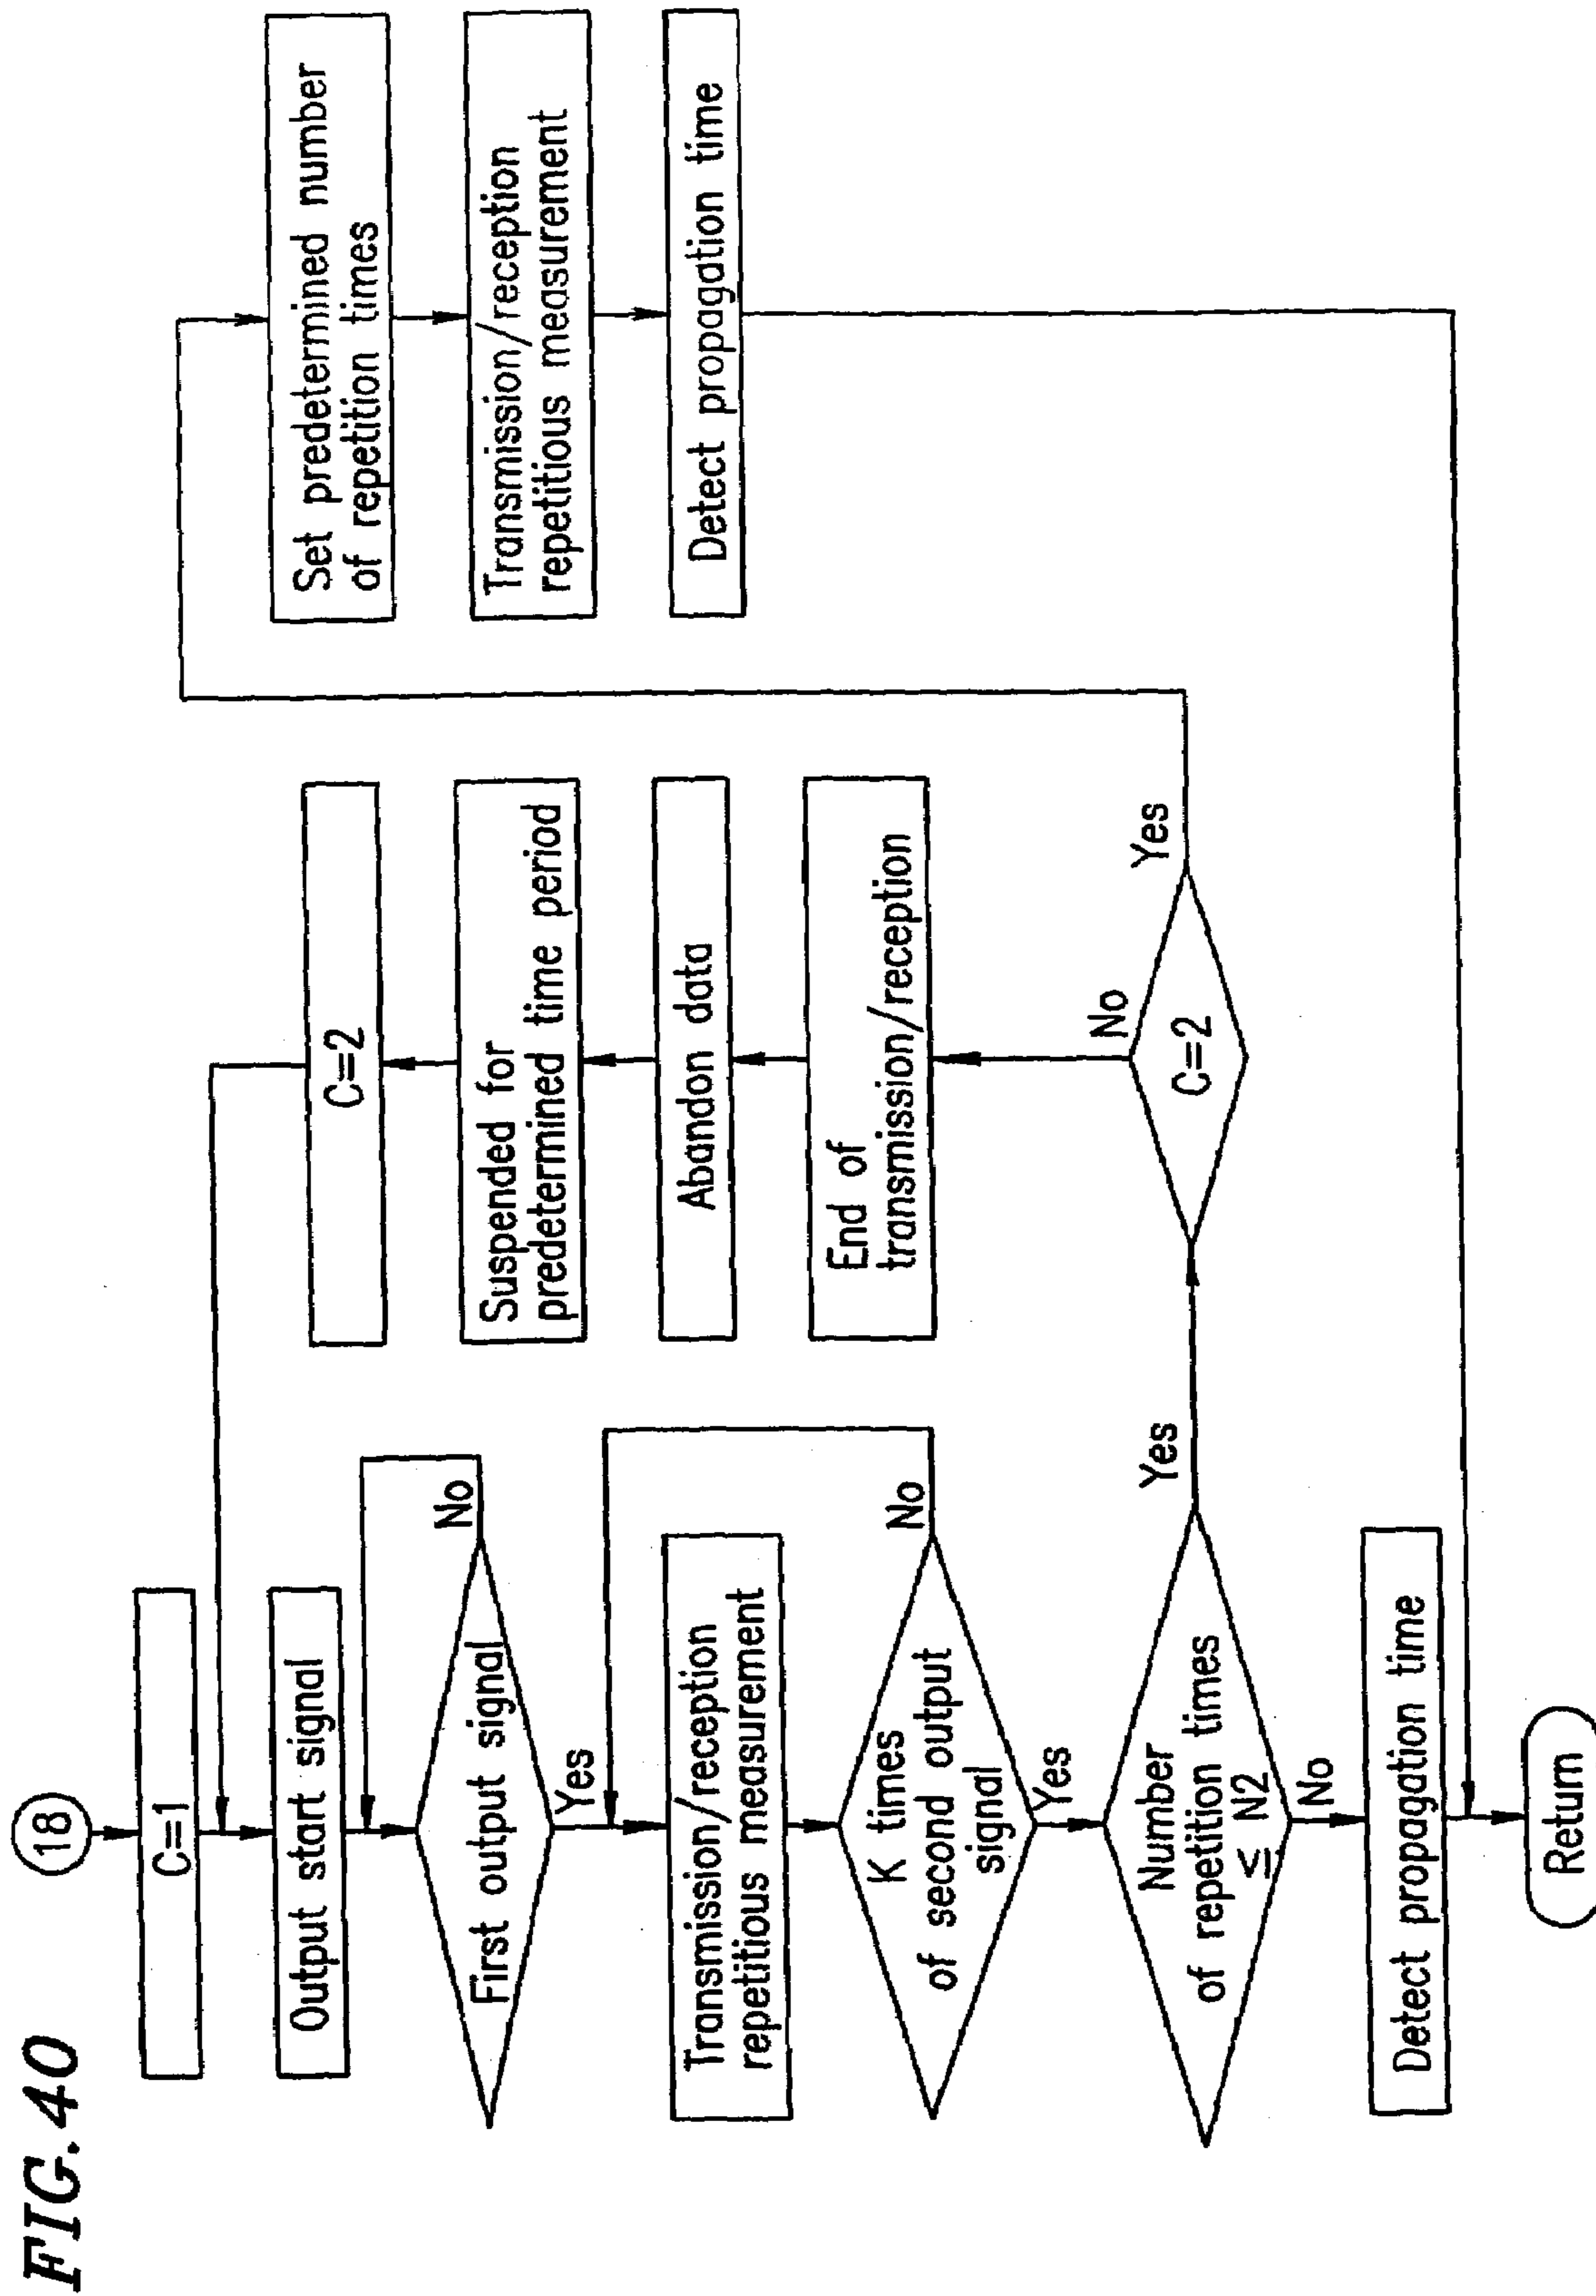 FIG. 40
18
C=1
Output start signal
First output signal
No
Yes
Transmission/reception
repetitious measurement
K times
of second output
signal
No
Yes
Number
of repetition times
≦ N2
Yes
No
Detect propagation time
Return
C=2
No
Yes
End of
transmission/reception
Abandon data
Suspended for
predetermined time period
C=2
Set predetermined number
of repetition times
Transmission/reception
repetitious measurement
Detect propagation time